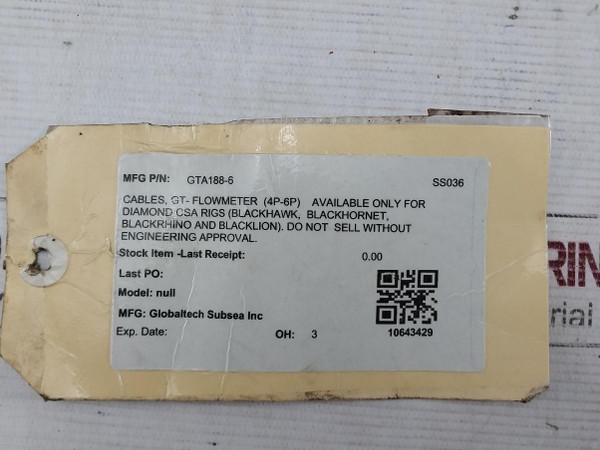 MFG P/N: GTA188-6 SS036
CABLES, GT- FLOWMETER (4P-6P) AVAILABLE ONLY FOR
DIAMOND CSA RIGS (BLACKHAWK, BLACKHORNET,
BLACKRHINO AND BLACKLION). DO NOT SELL WITHOUT
ENGINEERING APPROVAL.
Stock Item -Last Receipt: 0.00
Last PO:
Model: null
MFG: Globaltech Subsea Inc
Exp. Date: OH: 3 10643429
RIN
rial